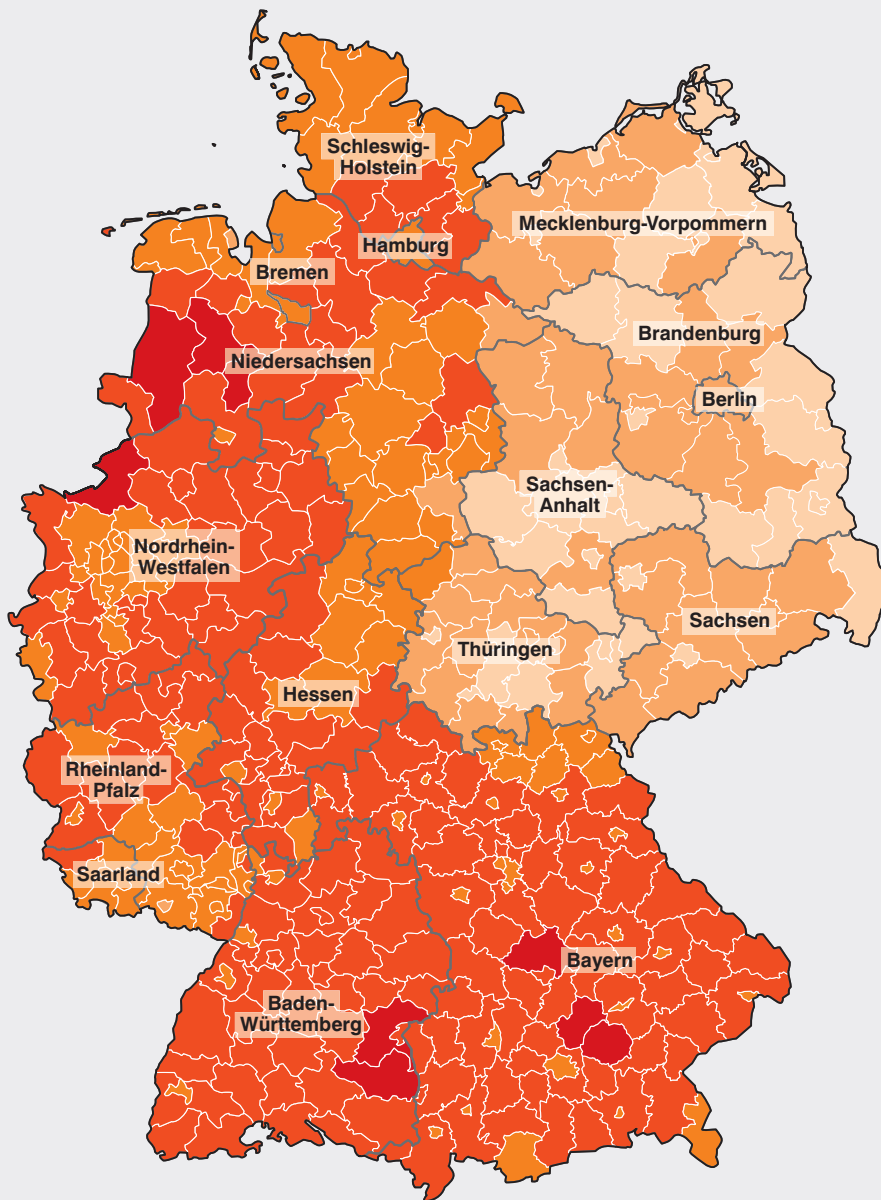 Schleswig-
Holstein
Mecklenburg-Vorpommern
Hamburg
Bremen
Brandenburg
Niedersachsen
Berlin
Sachsen-
Anhalt
Nordrhein-
Westfalen
Sachsen
Thüringen
Hessen
Rheinland-
Pfalz
Saarland
Bayern
Baden-
Württemberg